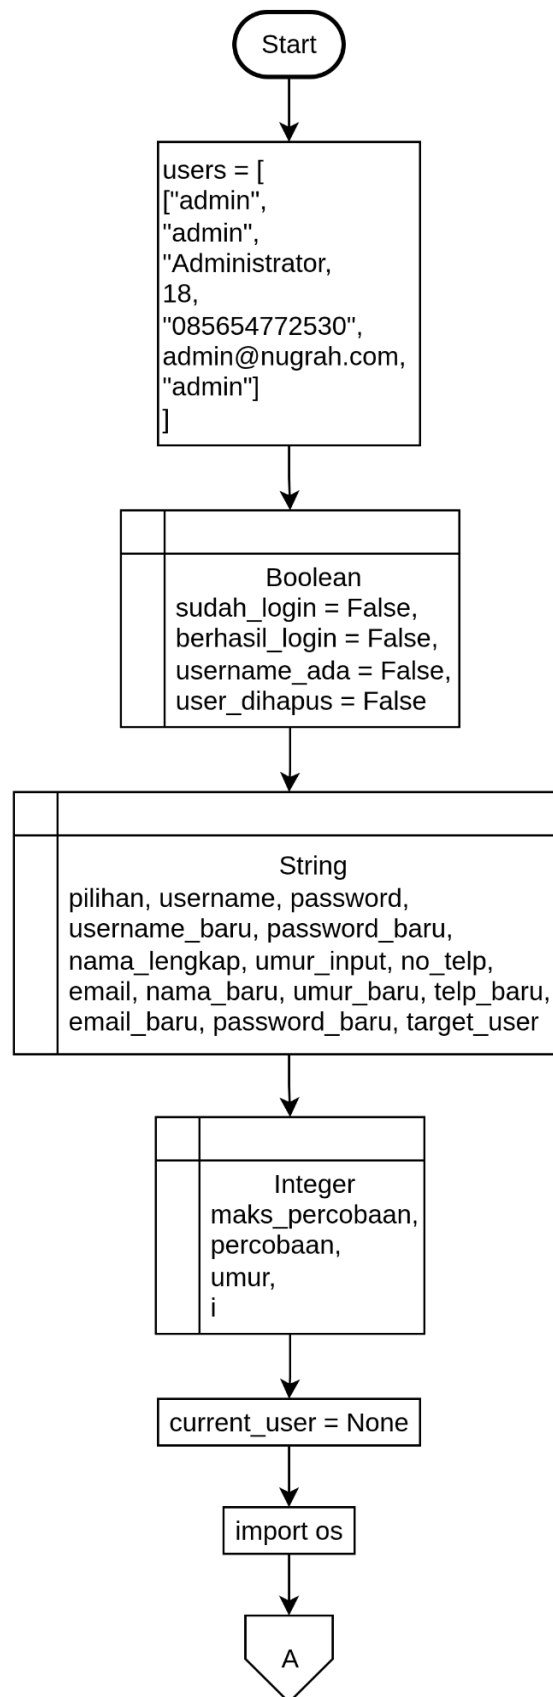 Start
users = [
["admin",
"admin",
"Administrator,
18,
"085654772530",
admin@nugrah.com,
"admin"]
]
Boolean
sudah_login = False,
berhasil_login = False,
username_ada = False,
user_dihapus = False
String
pilihan, username, password,
username_baru, password_baru,
nama_lengkap, umur_input, no_telp,
email, nama_baru, umur_baru, telp_baru,
email_baru, password_baru, target_user
Integer
maks_percobaan,
percobaan,
umur,
i
current_user = None
import os
A